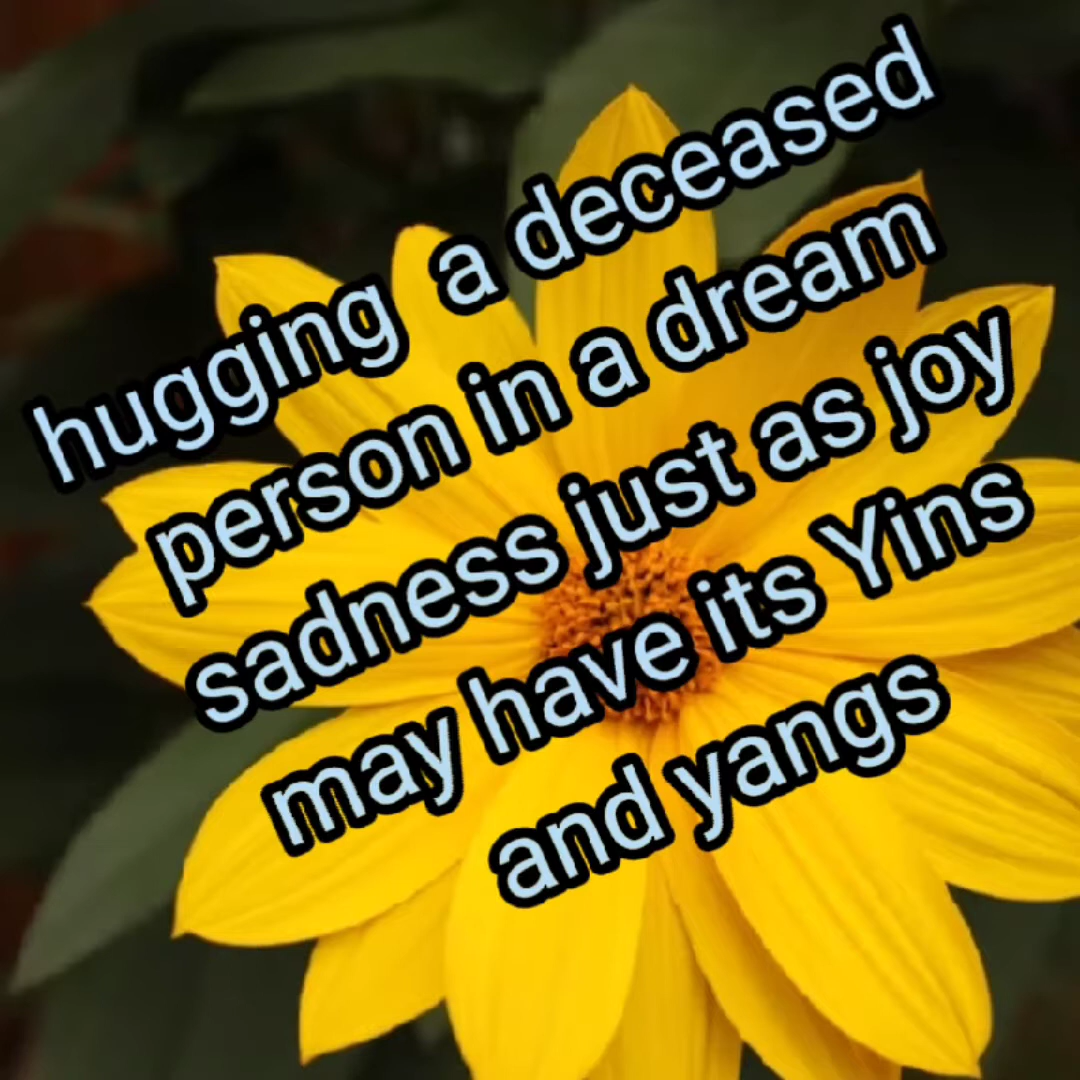 hugging a deceased
person in a dream
sadness just as joy
may have its Yins
and yangs